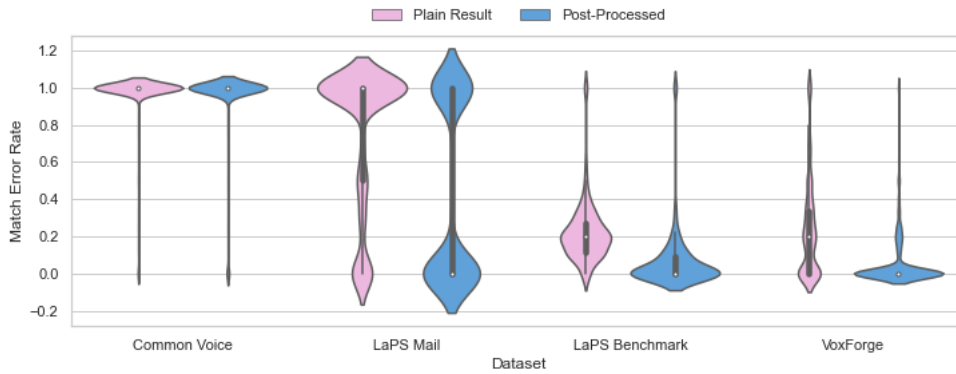 Plain Result Post-Processed
1.2
1.0
0.8
0.6
0.4
0.2
0.0
−0.2
Match Error Rate
Common Voice LaPS Mail LaPS Benchmark VoxForge
Dataset